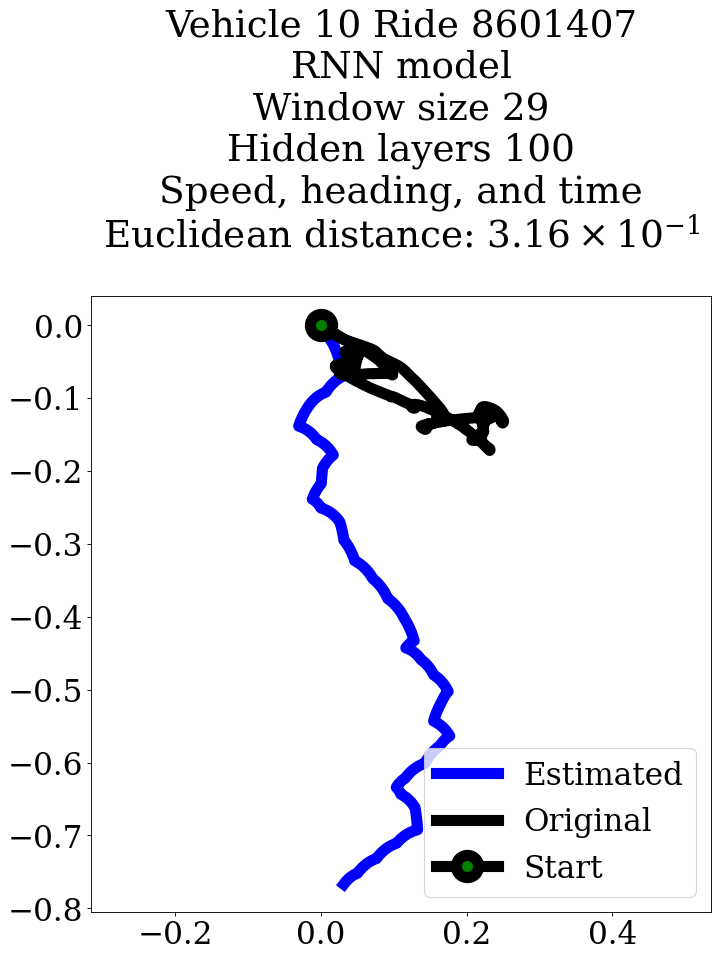 Vehicle 10 Ride 8601407
RNN model
Window size 29
Hidden layers 100
Speed, heading, and time
Euclidean distance: 3.16 × 10⁻¹
0.0
−0.1
−0.2
−0.3
−0.4
−0.5
−0.6
−0.7
−0.8
Estimated
Original
Start
−0.2 0.0 0.2 0.4